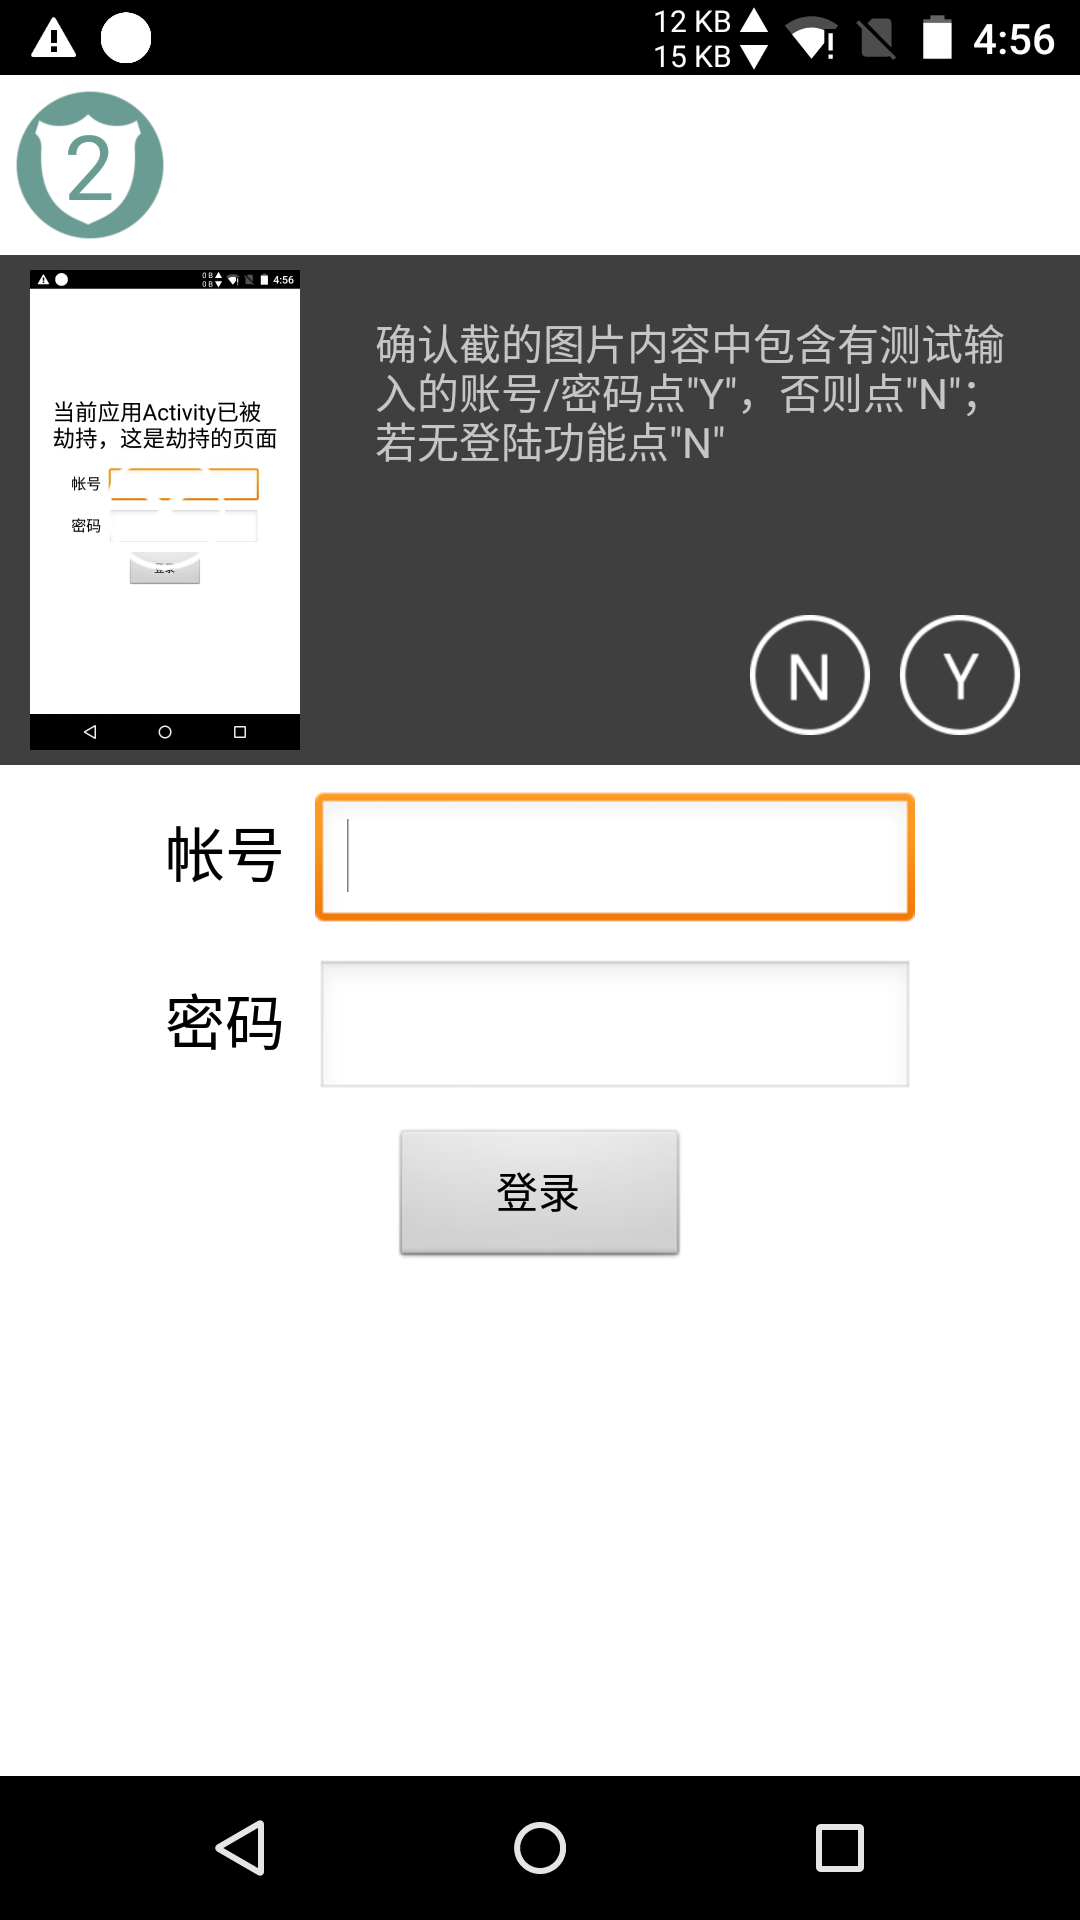 12 KB
15 KB
4:56
2
0 B
0 B
4:56
当前应用Activity已被
劫持，这是劫持的页面
帐号
密码
登录
确认截的图片内容中包含有测试输
入的账号/密码点"Y"，否则点"N"；
若无登陆功能点"N"
N
Y
帐号
密码
登录